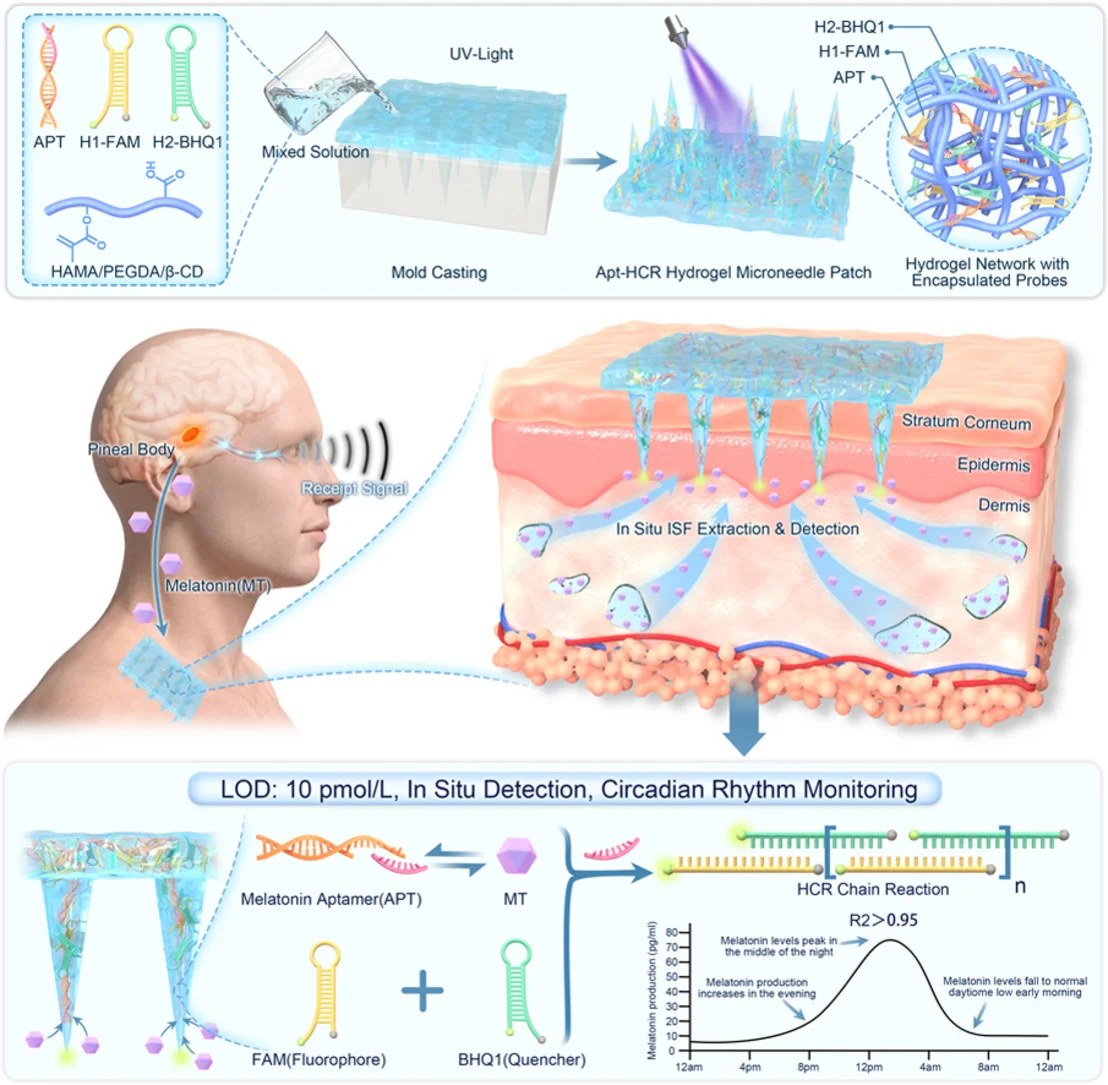 H2-BHQ1
H1-FAM
APT
UV-Light
APT H1-FAM H2-BHQ1
Mixed Solution
H
O
O
O
O
HAMA/PEGDA/β-CD
Mold Casting
Apt-HCR Hydrogel Microneedle Patch
Hydrogel Network with
Encapsulated Probes
Pineal Body
Receipt Signal
Melatonin(MT)
Stratum Corneum
Epidermis
Dermis
In Situ ISF Extraction & Detection
LOD: 10 pmol/L, In Situ Detection, Circadian Rhythm Monitoring
Melatonin Aptamer(APT)
MT
FAM(Fluorophore)
BHQ1(Quencher)
HCR Chain Reaction
n
R2>0.95
Melatonin production (pg/ml)
80
70
60
50
40
30
20
10
0
Melatonin levels peak in
the middle of the night
Melatonin production
increases in the evening
Melatonin levels fall to normal
daytiome low early morning
12am 4pm 8pm 12pm 4am 8am 12am